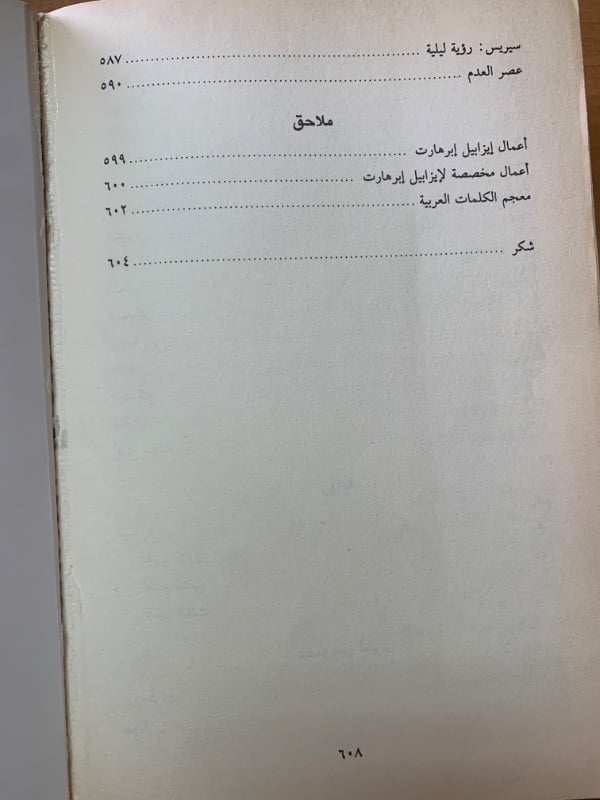 سيريس: رؤية ليلية ........................................ ٥٨٧
عصر العدم ........................................ ٥٩٠
ملاحق
أعمال إيزابيل إبرهارت ........................................ ٥٩٩
أعمال مخصصة لإيزابيل إبرهارت ........................................ ٦٠٠
معجم الكلمات العربية ........................................ ٦٠٢
شكر ........................................ ٦٠٤
٦٠٨